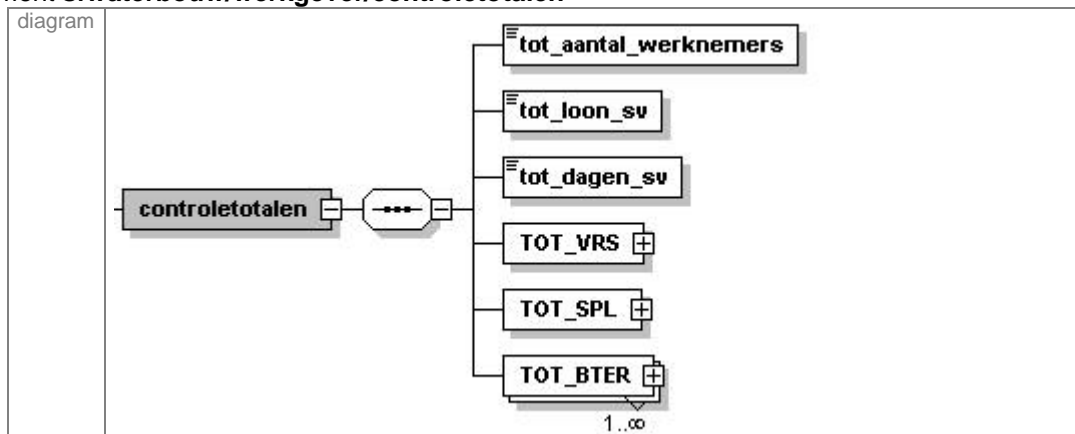 diagram
tot_aantal_werknemers
tot_loon_sv
tot_dagen_sv
controletotalen
TOT_VRS
TOT_SPL
TOT_BTER
1..∞